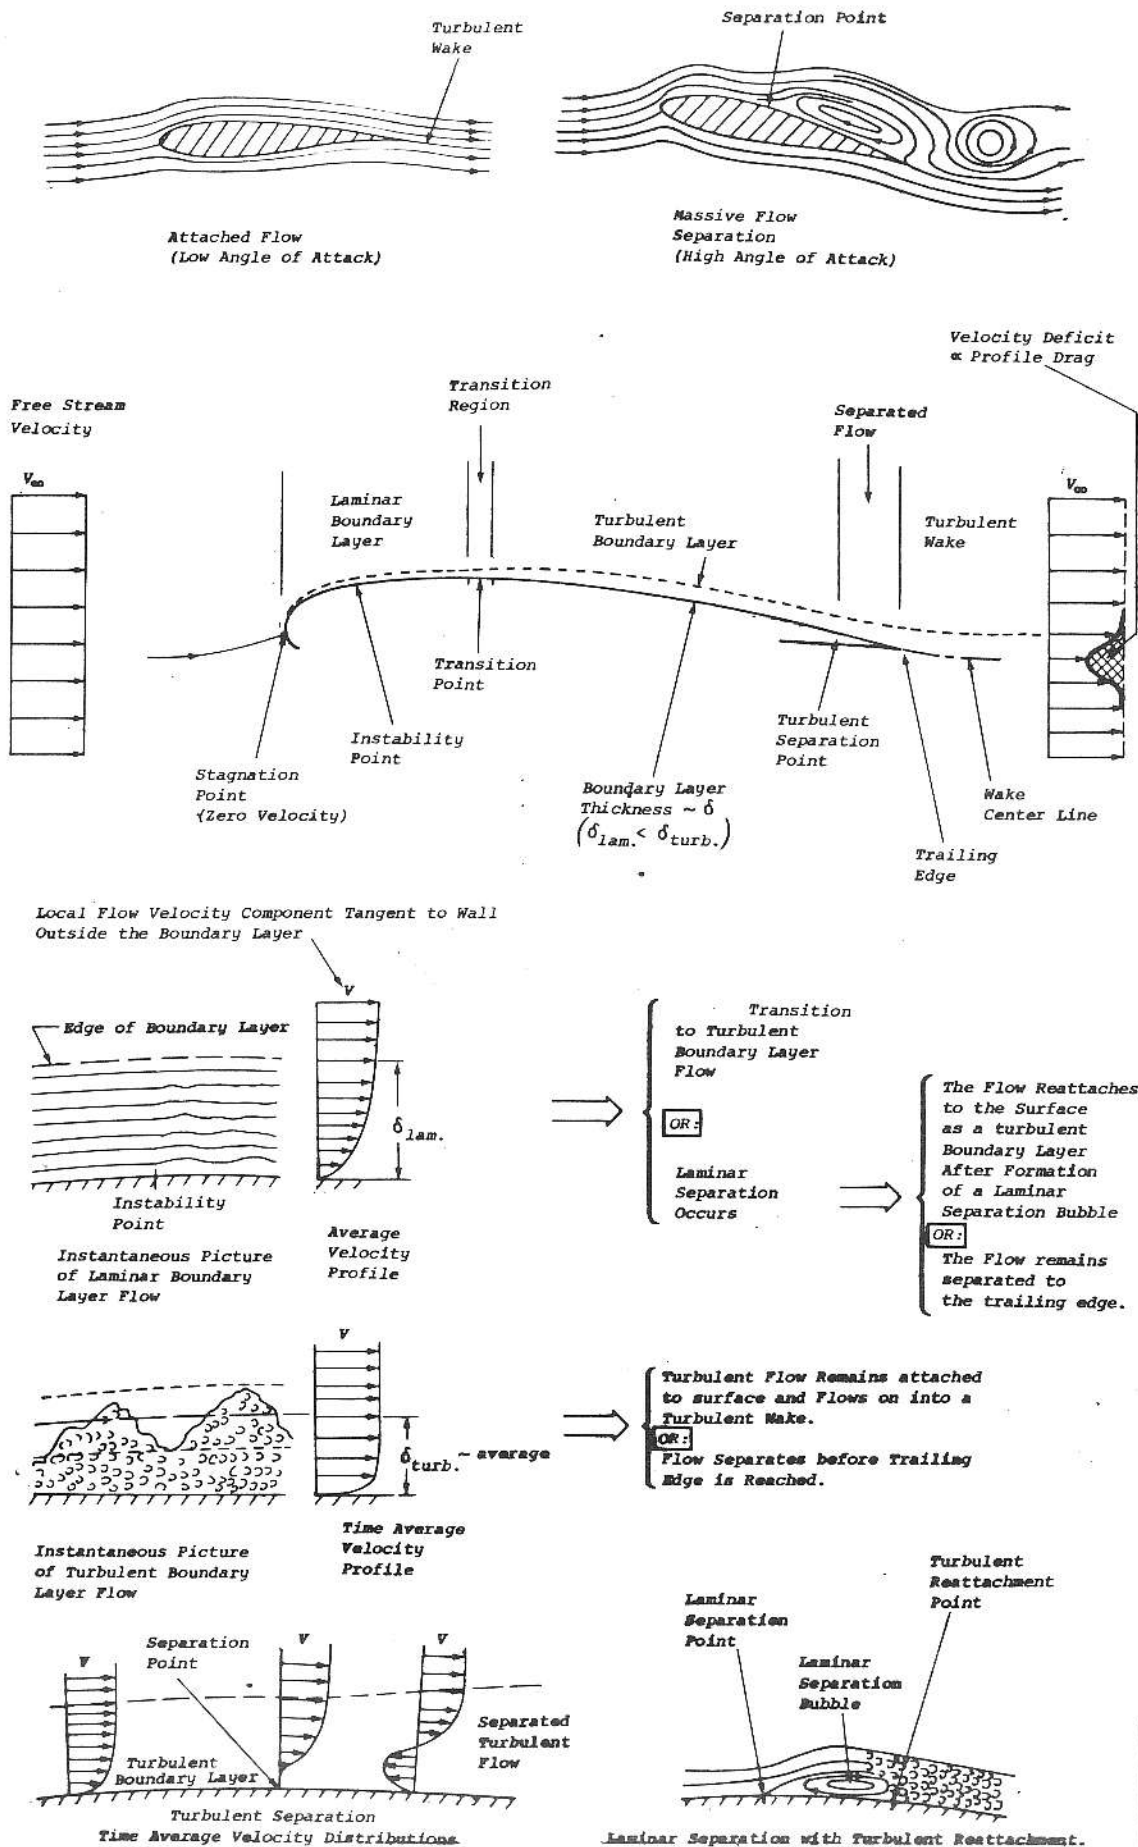 Turbulent
Wake
Separation Point
Attached Flow
(Low Angle of Attack)
Massive Flow
Separation
(High Angle of Attack)
Velocity Deficit
∝ Profile Drag
Free Stream
Velocity
Transition
Region
Separated
Flow
V∞
Laminar
Boundary
Layer
Turbulent
Boundary Layer
Turbulent
Wake
V∞
Transition
Point
Instability
Point
Stagnation
Point
(Zero Velocity)
Turbulent
Separation
Point
Boundary Layer
Thickness ~ δ
(δlam. < δturb.)
Wake
Center Line
Trailing
Edge
Local Flow Velocity Component Tangent to Wall
Outside the Boundary Layer
V
Edge of Boundary Layer
δlam.
Instability
Point
Instantaneous Picture
of Laminar Boundary
Layer Flow
Average
Velocity
Profile
Transition
to Turbulent
Boundary Layer
Flow
OR:
Laminar
Separation
Occurs
The Flow Reattaches
to the Surface
as a turbulent
Boundary Layer
After Formation
of a Laminar
Separation Bubble
OR:
The Flow remains
separated to
the trailing edge.
V
δturb. ~ average
Instantaneous Picture
of Turbulent Boundary
Layer Flow
Time Average
Velocity
Profile
Turbulent Flow Remains attached
to surface and Flows on into a
Turbulent Wake.
OR:
Flow Separates before Trailing
Edge is Reached.
Separation
Point
V
V
V
Turbulent
Boundary Layer
Separated
Turbulent
Flow
Turbulent Separation
Time Average Velocity Distributions
Laminar
Separation
Point
Turbulent
Reattachment
Point
Laminar
Separation
Bubble
Laminar Separation with Turbulent Reattachment.